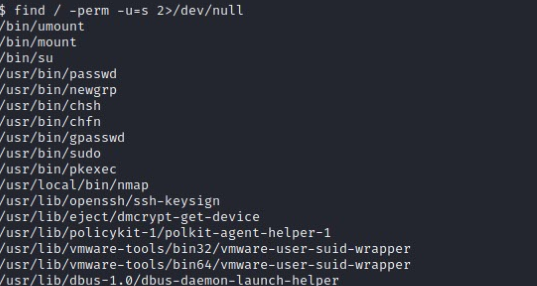 $ find / -perm -u=s 2>/dev/null
/bin/umount
/bin/mount
/bin/su
/usr/bin/passwd
/usr/bin/newgrp
/usr/bin/chsh
/usr/bin/chfn
/usr/bin/gpasswd
/usr/bin/sudo
/usr/bin/pkexec
/usr/local/bin/nmap
/usr/lib/openssh/ssh-keysign
/usr/lib/eject/dmcrypt-get-device
/usr/lib/policykit-1/polkit-agent-helper-1
/usr/lib/vmware-tools/bin32/vmware-user-suid-wrapper
/usr/lib/vmware-tools/bin64/vmware-user-suid-wrapper
/usr/lib/dbus-1.0/dbus-daemon-launch-helper